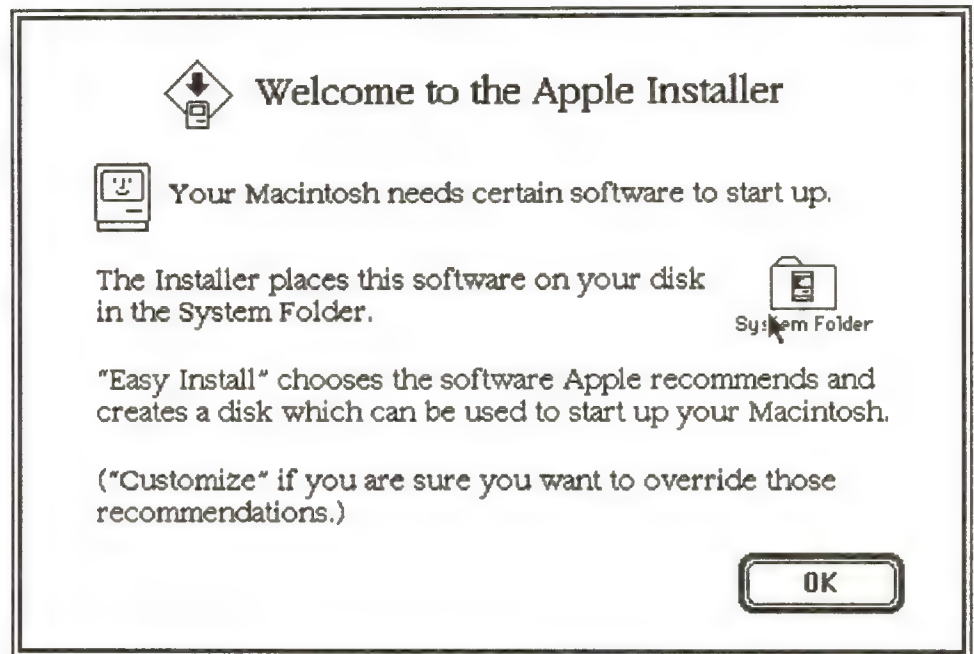 Welcome to the Apple Installer
Your Macintosh needs certain software to start up.
The Installer places this software on your disk
in the System Folder.
System Folder
"Easy Install" chooses the software Apple recommends and
creates a disk which can be used to start up your Macintosh.
("Customize" if you are sure you want to override those
recommendations.)
OK